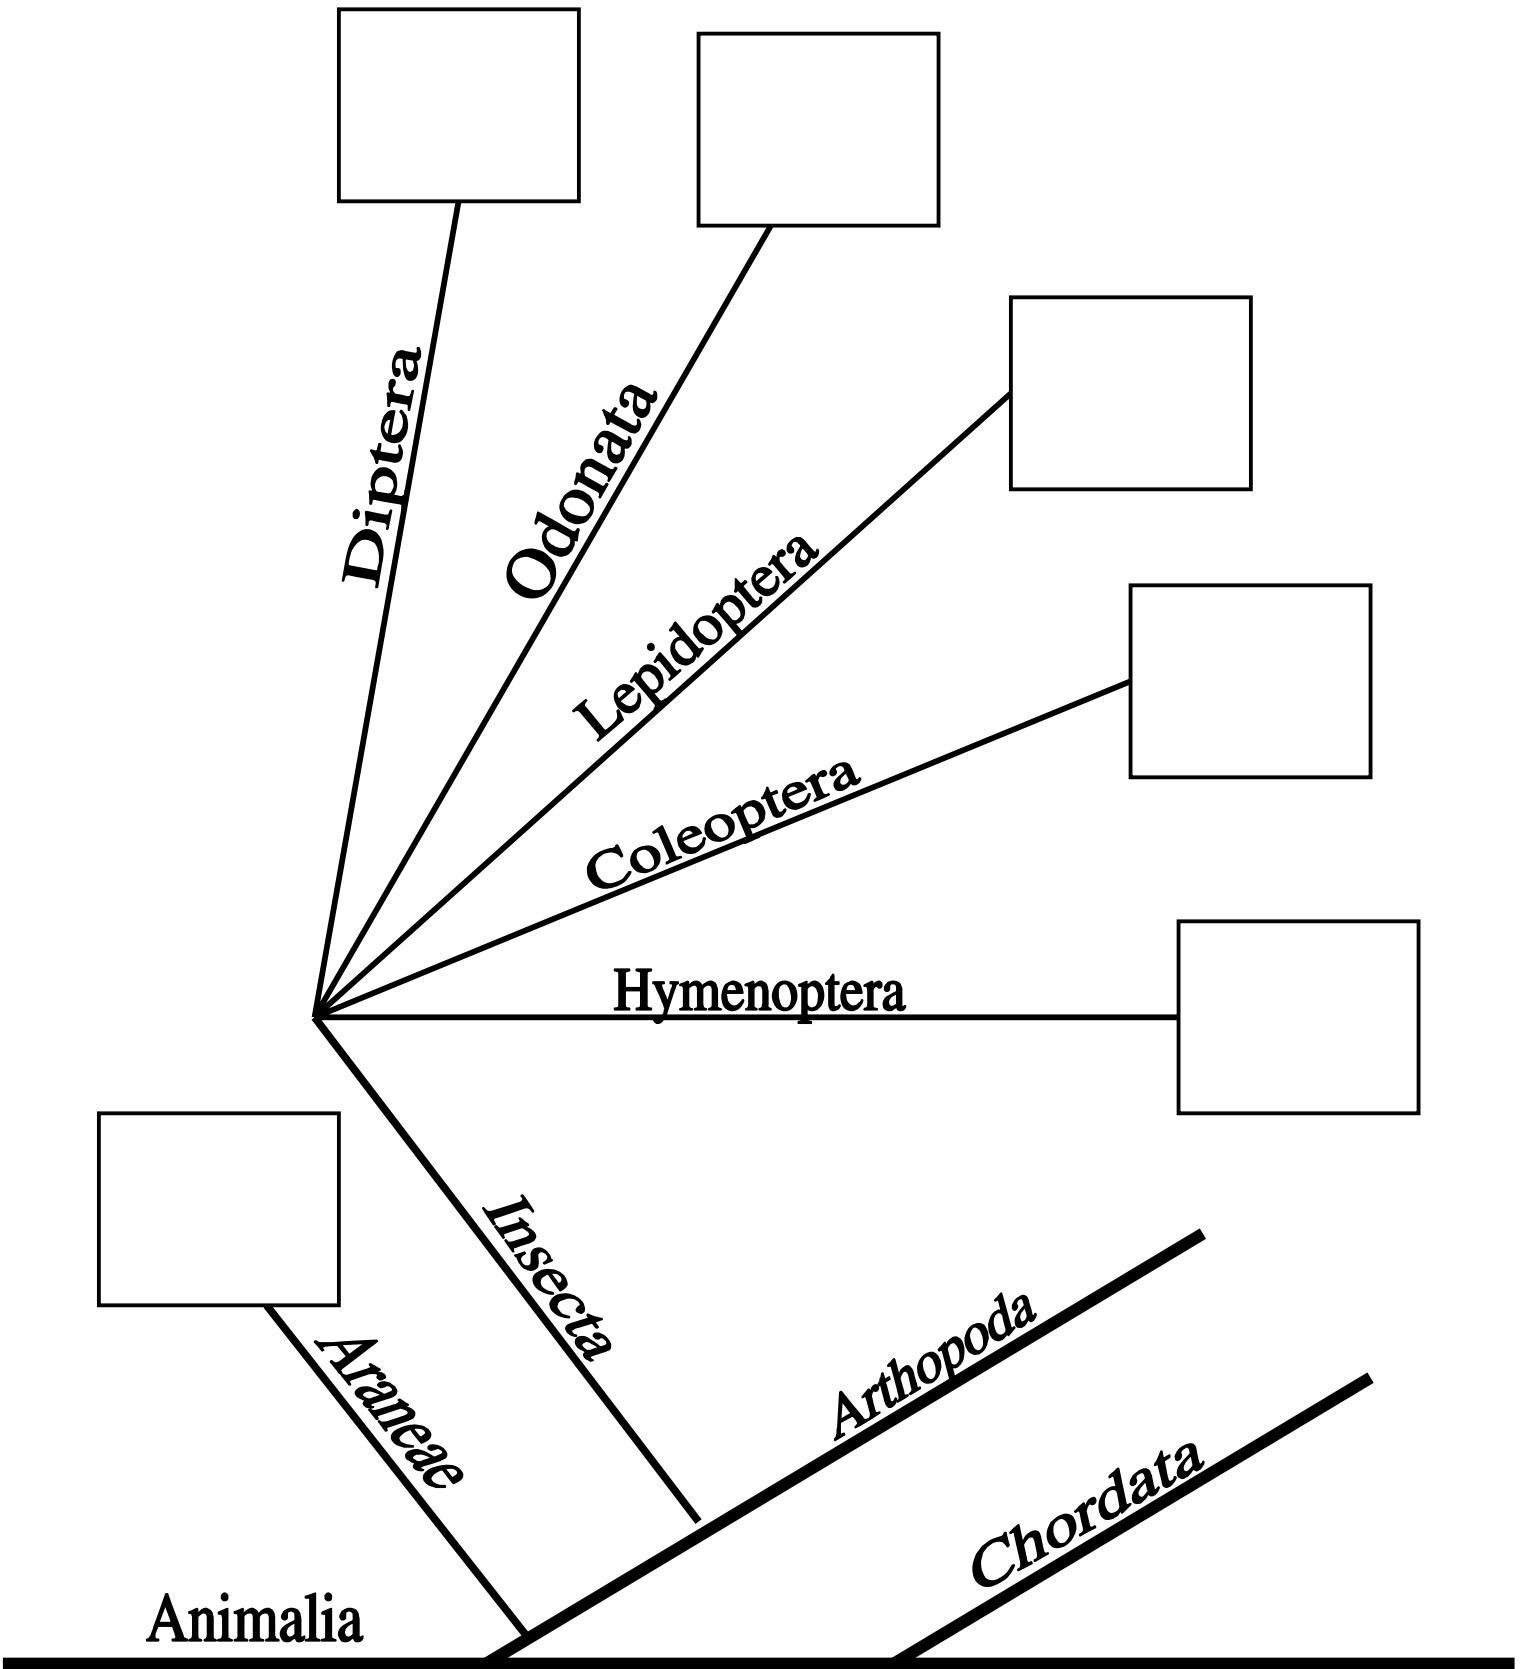 Diptera
Odonata
Lepidoptera
Coleoptera
Hymenoptera
Insecta
Araneae
Arthopoda
Chordata
Animalia